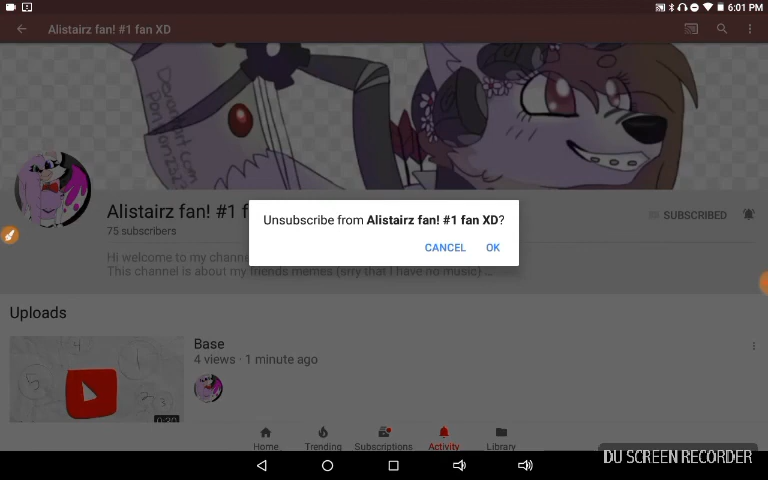 6:01 PM
Alistairz fan! #1 fan XD
Alistairz fan! #1 f
75 subscribers
SUBSCRIBED
Hi welcome to my channe
This channel is about my friends memes (srry that I have no music) ...
Unsubscribe from Alistairz fan! #1 fan XD?
CANCEL OK
Uploads
Base
4 views · 1 minute ago
0:20
Home
Trending
Subscriptions
Activity
Library
DU SCREEN RECORDER